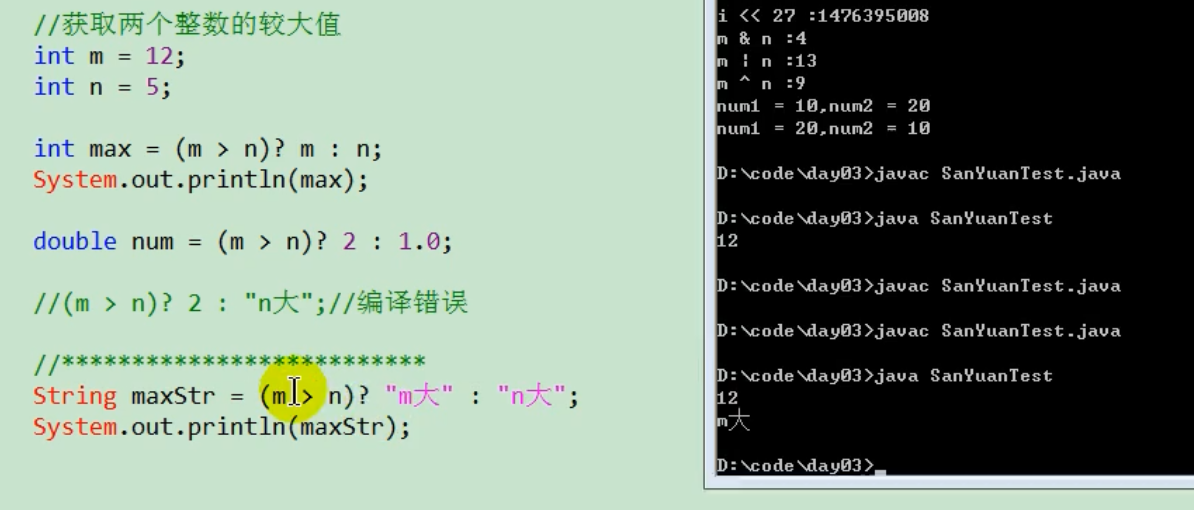 //获取两个整数的较大值
int m = 12;
int n = 5;
int max = (m > n)? m : n;
System.out.println(max);
double num = (m > n)? 2 : 1.0;
//(m > n)? 2 : "n大";//编译错误
//**************************
String maxStr = (m > n)? "m大" : "n大";
System.out.println(maxStr);
i << 27 :1476395008
m & n :4
m ¦ n :13
m ^ n :9
num1 = 10,num2 = 20
num1 = 20,num2 = 10
D:\code\day03>javac SanYuanTest.java
D:\code\day03>java SanYuanTest
12
D:\code\day03>javac SanYuanTest.java
D:\code\day03>javac SanYuanTest.java
D:\code\day03>java SanYuanTest
12
m大
D:\code\day03>